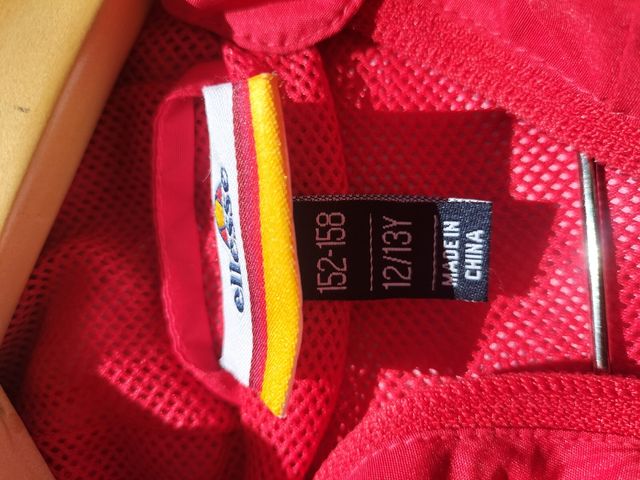 ellesse
152-158
12/13Y
MADE IN
CHINA